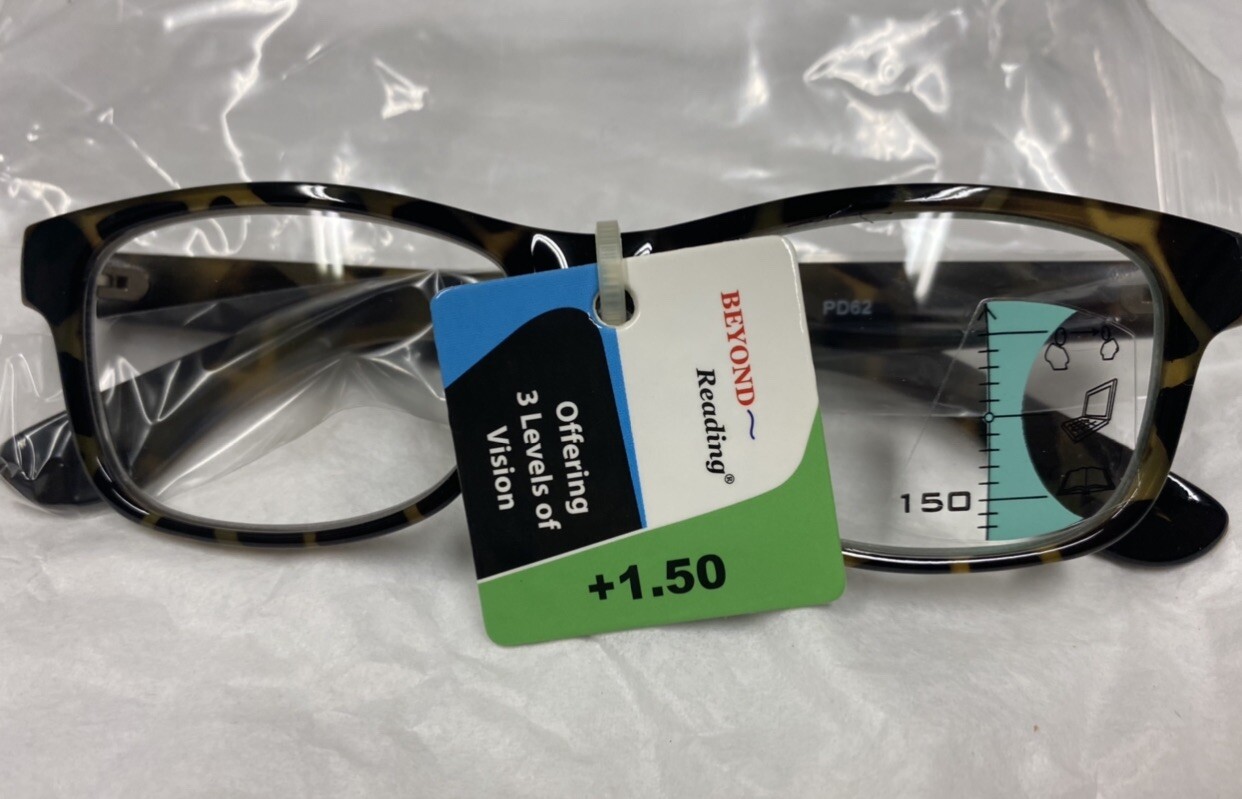 BEYOND~
Reading®
Offering
3 Levels of
Vision
+1.50
PD62
150